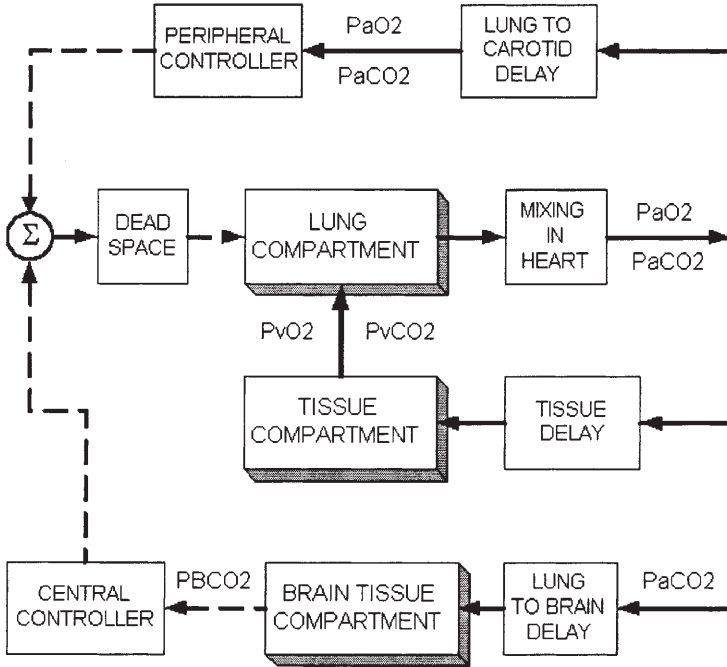 PERIPHERAL
CONTROLLER
PaO2
PaCO2
LUNG TO
CAROTID
DELAY
Σ
DEAD
SPACE
LUNG
COMPARTMENT
MIXING
IN
HEART
PaO2
PaCO2
PvO2 PvCO2
TISSUE
COMPARTMENT
TISSUE
DELAY
CENTRAL
CONTROLLER
PBCO2
BRAIN TISSUE
COMPARTMENT
LUNG
TO BRAIN
DELAY
PaCO2